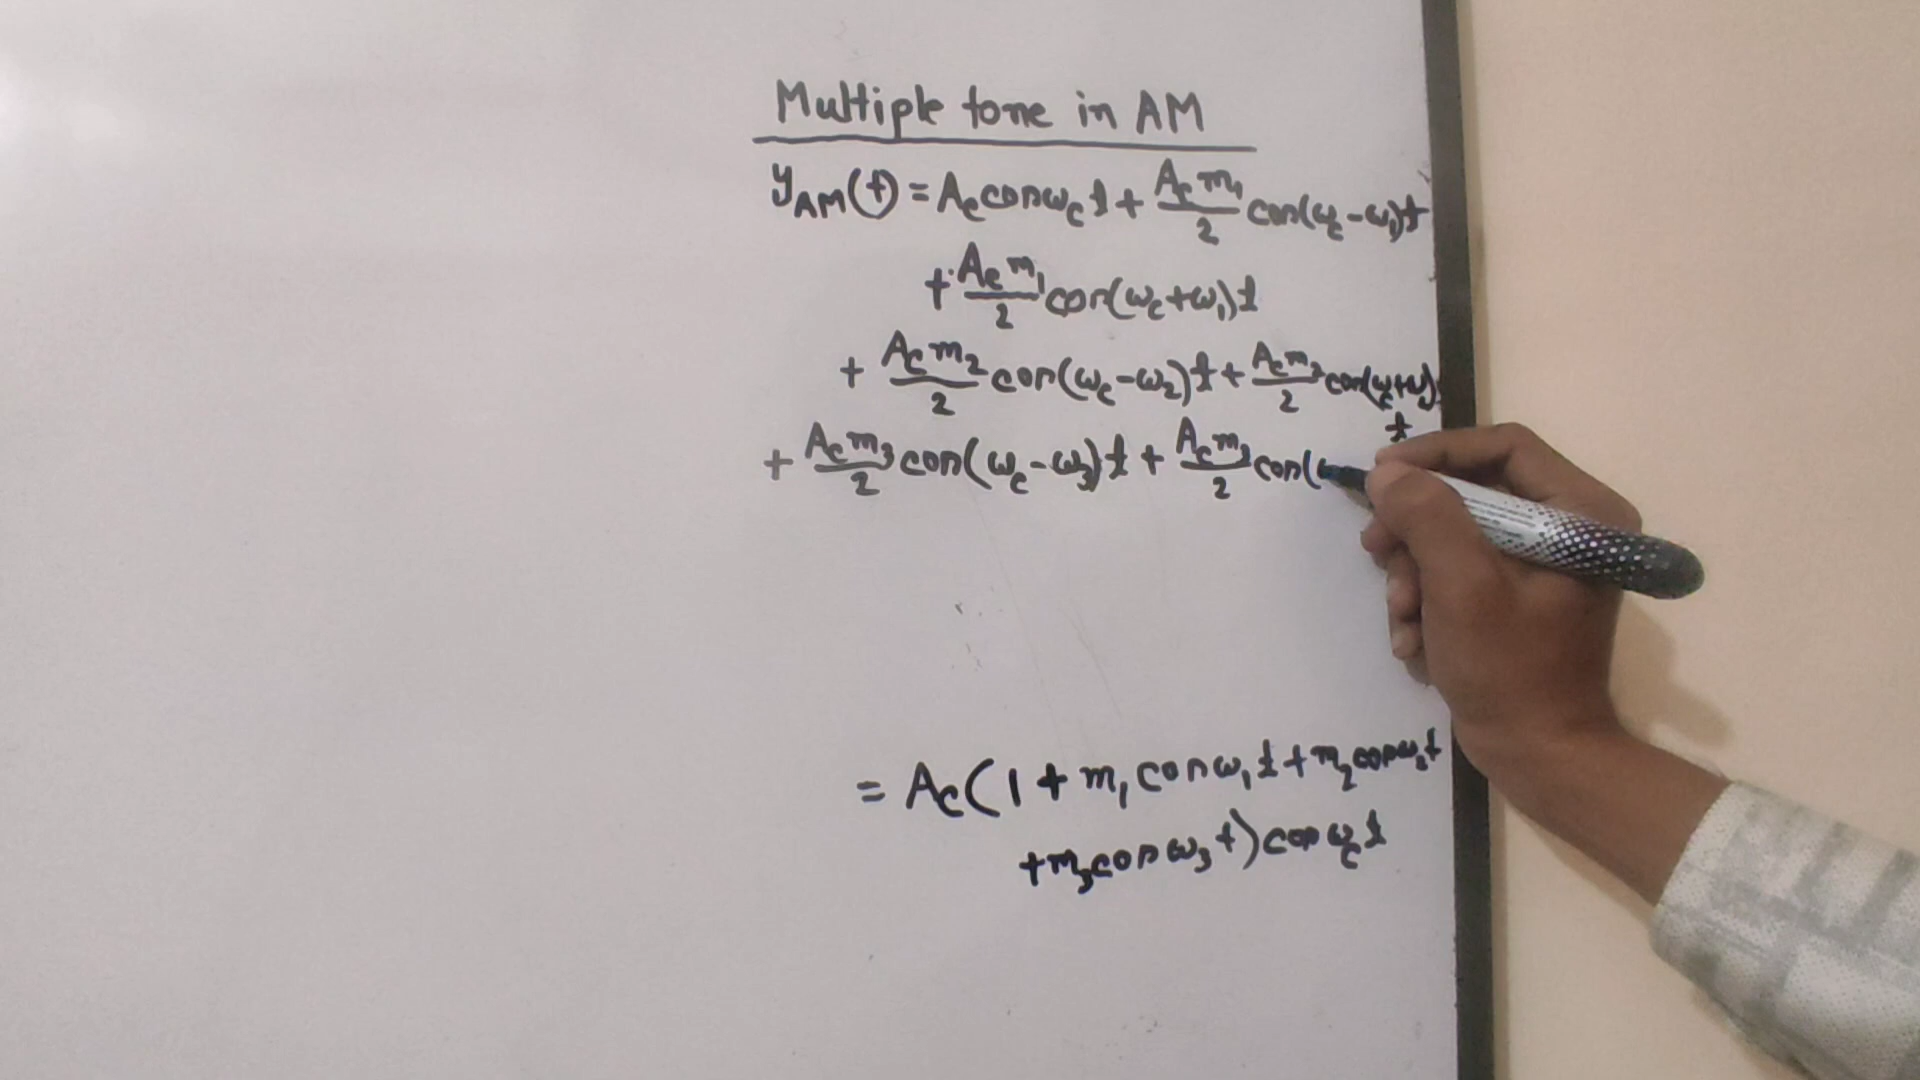 Multiple tone in AM
y_AM(t) = A_c cos ω_c t + A_c m_1/2 cos(ω_c - ω_1)t
+ A_c m_1/2 cos(ω_c + ω_1)t
+ A_c m_2/2 cos(ω_c - ω_2)t + A_c m_2/2 cos(ω_c + ω_2)
t
+ A_c m_3/2 cos(ω_c - ω_3)t + A_c m_3/2 cos(
= A_c(1 + m_1 cos ω_1 t + m_2 cos ω_2 t
+ m_3 cos ω_3 t) cos ω_c t